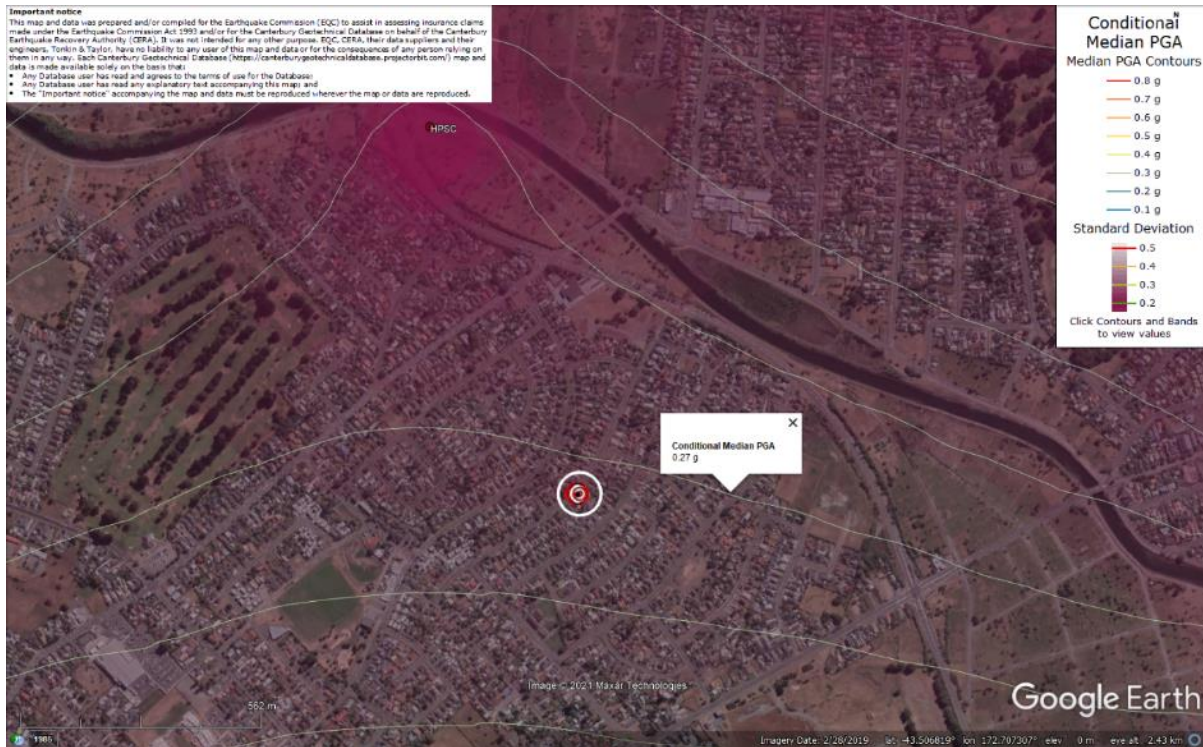 Important notice
This map and data was prepared and/or compiled for the Earthquake Commission (EQC) to assist in assessing insurance claims
made under the Earthquake Commission Act 1993 and/or for the Canterbury Geotechnical Database on behalf of the Canterbury
Earthquake Recovery Authority (CERA). It was not intended for any other purpose. EQC, CERA, their data suppliers and their
engineers, Tonkin & Taylor, have no liability to any user of this map and data or for the consequences of any person relying on
them in any way. Each Canterbury Geotechnical Database (https://canterburygeotechnicaldatabase.projectorbit.com/) map and
data is made available solely on the basis that:
• Any Database user has read and agrees to the terms of use for the Database;
• Any Database user has read any explanatory text accompanying this map; and
• The "Important notice" accompanying the map and data must be reproduced wherever the map or data are reproduced.
N
Conditional
Median PGA
Median PGA Contours
0.8 g
0.7 g
0.6 g
0.5 g
0.4 g
0.3 g
0.2 g
0.1 g
Standard Deviation
0.5
0.4
0.3
0.2
Click Contours and Bands
to view values
HPSC
Conditional Median PGA
0.27 g
Image © 2021 Maxar Technologies
562 m
Google Earth
1985
Imagery Date: 2/28/2019 lat -43.506819° lon 172.707307° elev 0 m eye alt 2.43 km